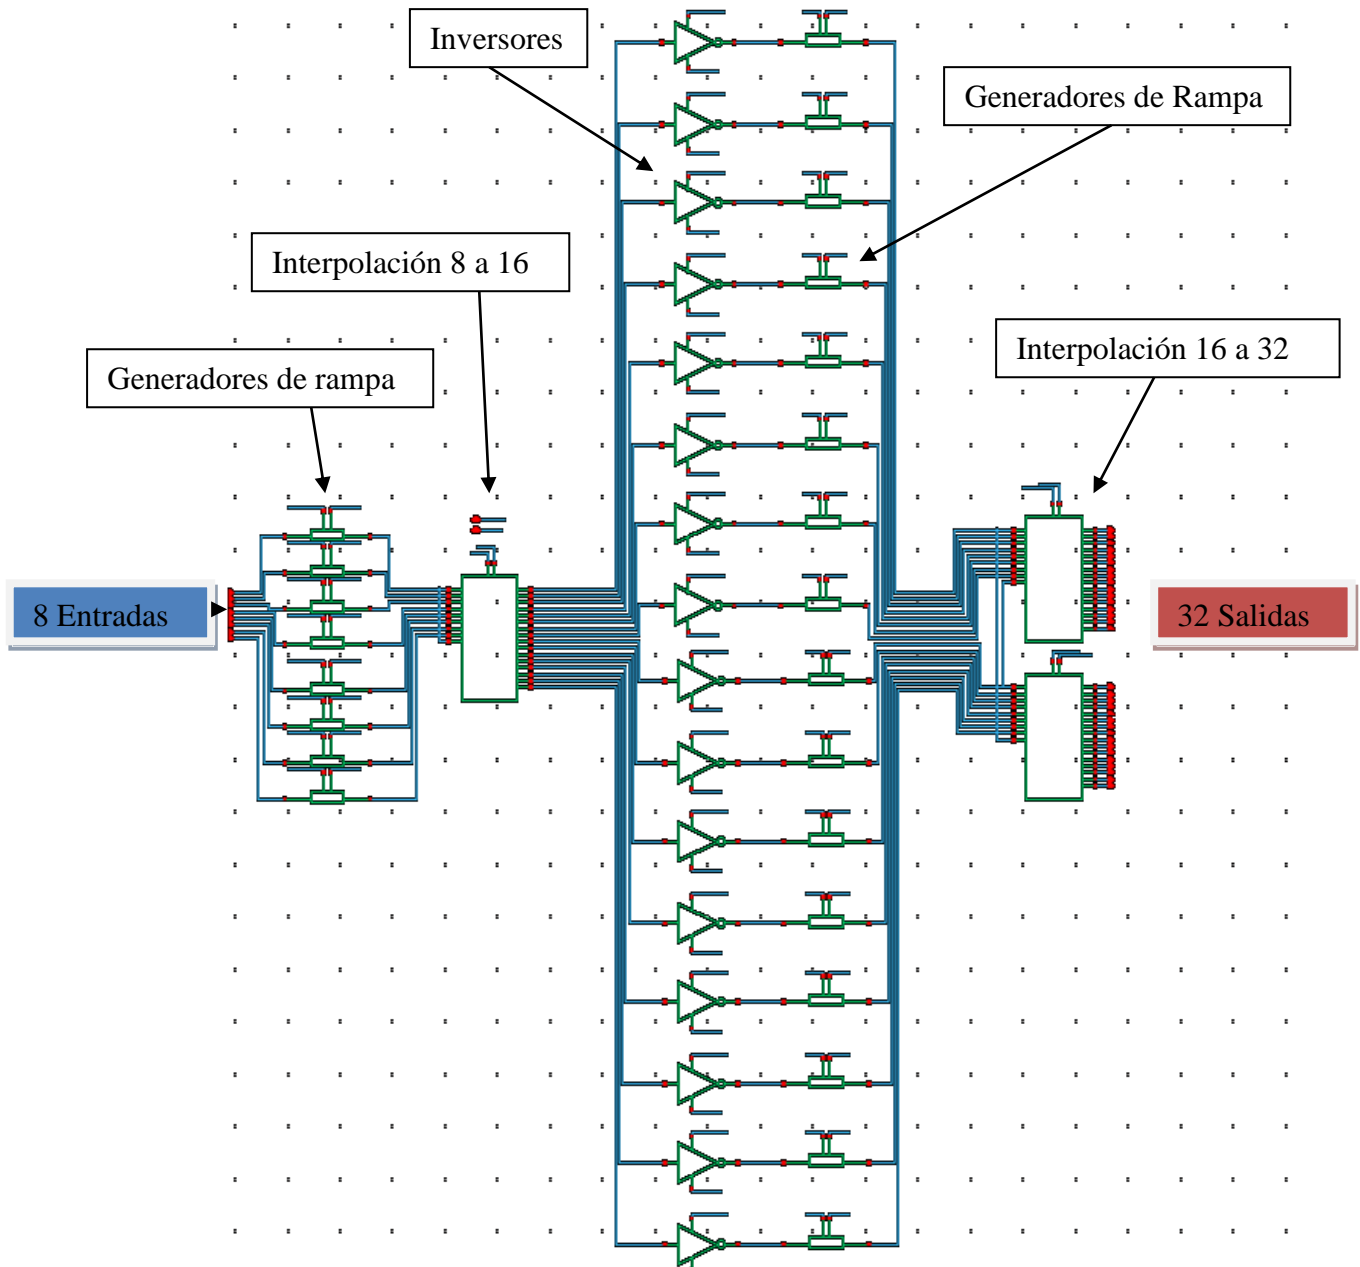 Inversores
Generadores de Rampa
Interpolación 8 a 16
Interpolación 16 a 32
Generadores de rampa
8 Entradas
32 Salidas